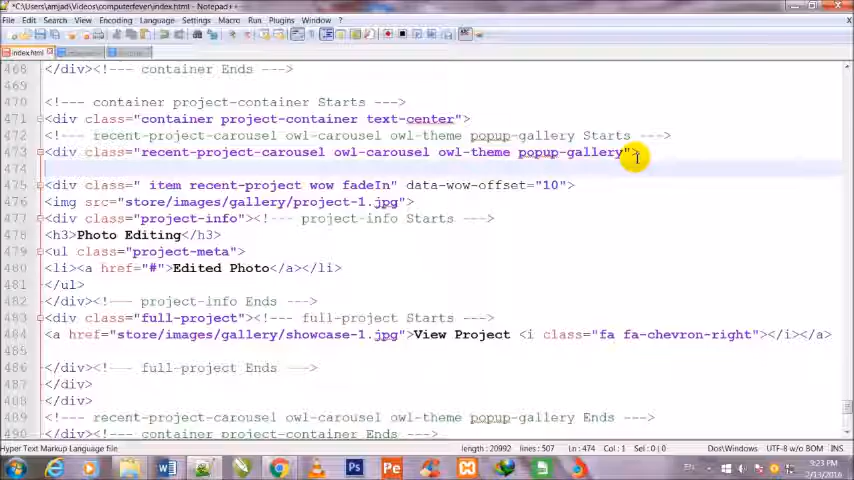 *C:\Users\amjad\Videos\computerfever\index.html - Notepad++
File Edit Search View Encoding Language Settings Macro Run Plugins Window ?
index.html
468 </div><!--- container Ends --->
469
470 <!--- container project-container Starts --->
471 <div class="container project-container text-center">
472 <!--- recent-project-carousel owl-carousel owl-theme popup-gallery Starts --->
473 <div class="recent-project-carousel owl-carousel owl-theme popup-gallery">
474
475 <div class=" item recent-project wow fadeIn" data-wow-offset="10">
476 <img src="store/images/gallery/project-1.jpg">
477 <div class="project-info"><!--- project-info Starts --->
478 <h3>Photo Editing</h3>
479 <ul class="project-meta">
480 <li><a href="#">Edited Photo</a></li>
481 </ul>
482 </div><!--- project-info Ends --->
483 <div class="full-project"><!--- full-project Starts --->
484 <a href="store/images/gallery/showcase-1.jpg">View Project <i class="fa fa-chevron-right"></i></a>
485
486 </div><!--- full-project Ends --->
487 </div>
488 </div>
489 <!--- recent-project-carousel owl-carousel owl-theme popup-gallery Ends --->
490 </div><!--- container project-container Ends --->
Hyper Text Markup Language file length : 20992 lines : 507 Ln : 474 Col : 1 Sel : 0 | 0 Dos\Windows UTF-8 w/o BOM INS
EN 9:23 PM
2/13/2016